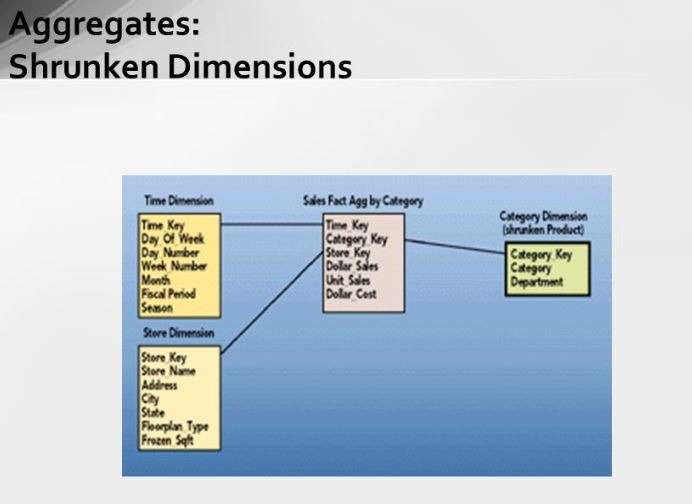 Aggregates:
Shrunken Dimensions
Time Dimension
Time_Key
Day_Of_Week
Day_Number
Week_Number
Month
Fiscal Period
Season
Store Dimension
Store_Key
Store_Name
Address
City
State
Floorplan_Type
Frozen_Sqft
Sales Fact Agg by Category
Time_Key
Category_Key
Store_Key
Dollar_Sales
Unit_Sales
Dollar_Cost
Category Dimension
(shrunken Product)
Category_Key
Category
Department